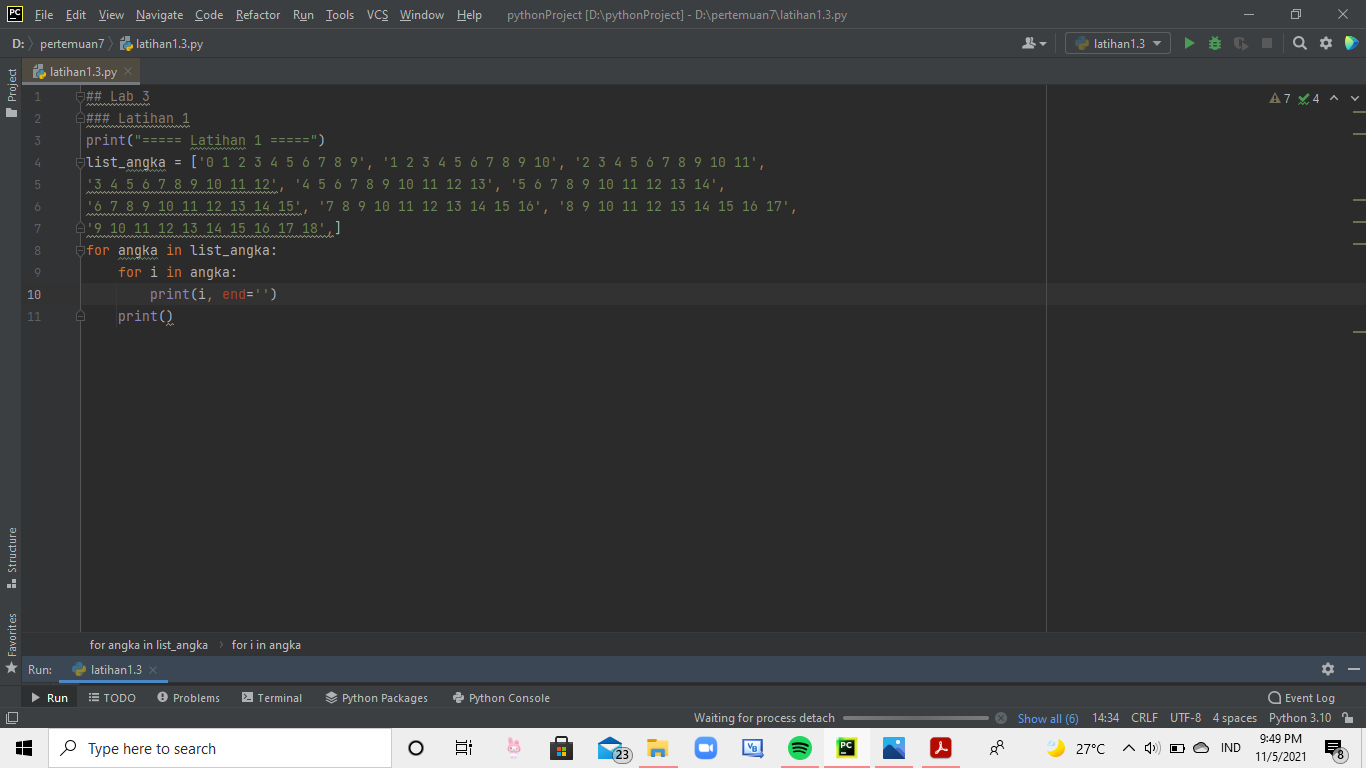 PC File Edit View Navigate Code Refactor Run Tools VCS Window Help pythonProject [D:\pythonProject] - D:\pertemuan7\latihan1.3.py
D: pertemuan7 latihan1.3.py latihan1.3
Project
latihan1.3.py
7 4
1 ## Lab 3
2 ### Latihan 1
3 print("===== Latihan 1 =====")
4 list_angka = ['0 1 2 3 4 5 6 7 8 9', '1 2 3 4 5 6 7 8 9 10', '2 3 4 5 6 7 8 9 10 11',
5 '3 4 5 6 7 8 9 10 11 12', '4 5 6 7 8 9 10 11 12 13', '5 6 7 8 9 10 11 12 13 14',
6 '6 7 8 9 10 11 12 13 14 15', '7 8 9 10 11 12 13 14 15 16', '8 9 10 11 12 13 14 15 16 17',
7 '9 10 11 12 13 14 15 16 17 18',]
8 for angka in list_angka:
9 for i in angka:
10 print(i, end='')
11 print()
Structure
Favorites
for angka in list_angka for i in angka
Run: latihan1.3
Run TODO Problems Terminal Python Packages Python Console Event Log
Waiting for process detach Show all (6) 14:34 CRLF UTF-8 4 spaces Python 3.10
Type here to search 23 VB PC 27°C IND 9:49 PM 8
11/5/2021